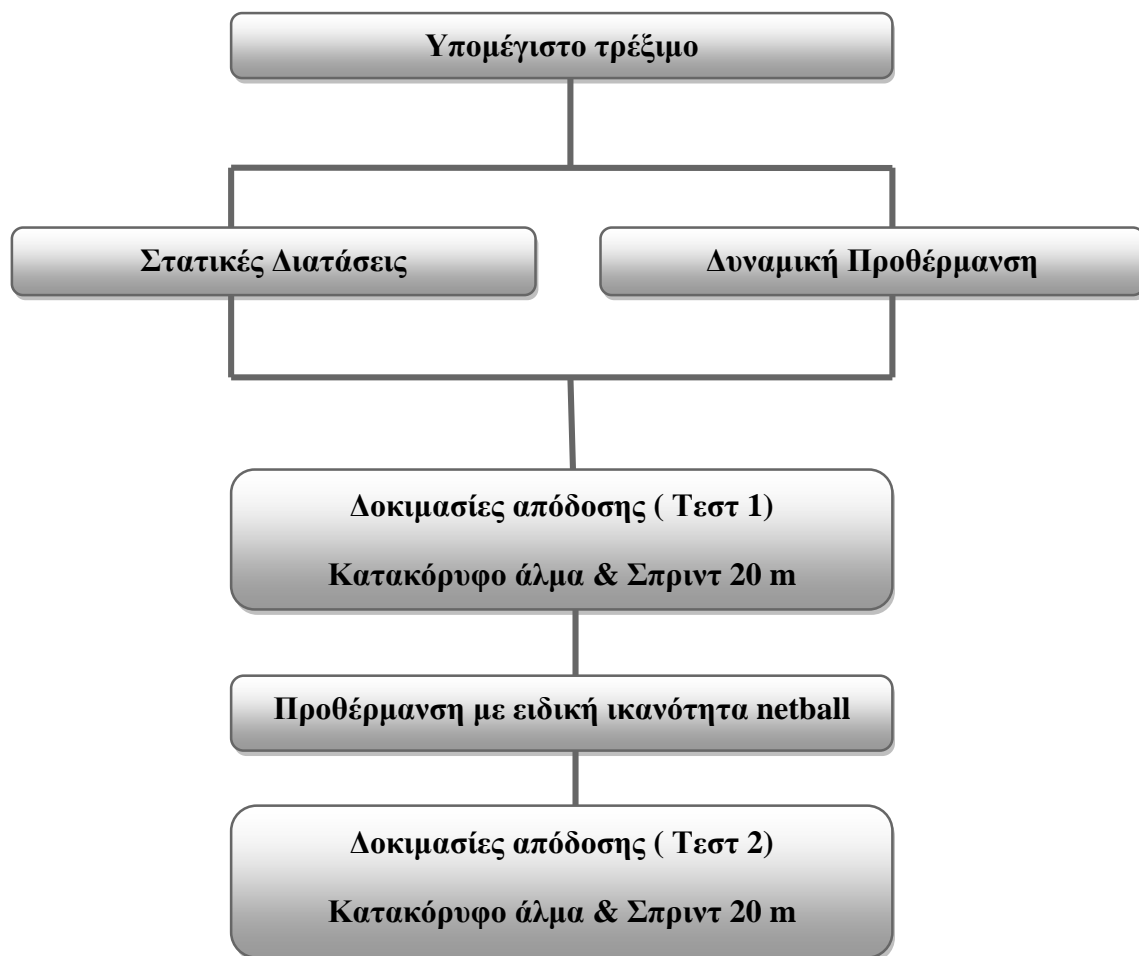 Υπομέγιστο τρέξιμο
Στατικές Διατάσεις
Δυναμική Προθέρμανση
Δοκιμασίες απόδοσης ( Τεστ 1)
Κατακόρυφο άλμα & Σπριντ 20 m
Προθέρμανση με ειδική ικανότητα netball
Δοκιμασίες απόδοσης ( Τεστ 2)
Κατακόρυφο άλμα & Σπριντ 20 m